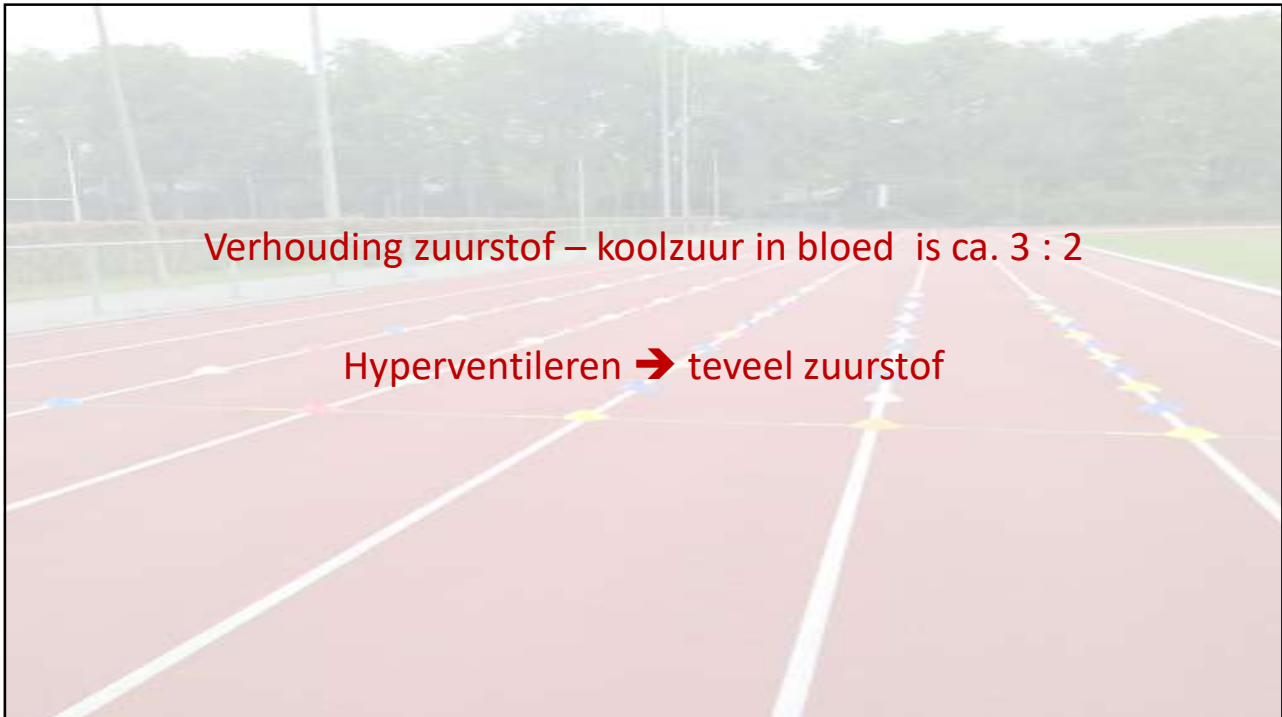 Verhouding zuurstof – koolzuur in bloed is ca. 3 : 2
Hyperventileren ➔ teveel zuurstof